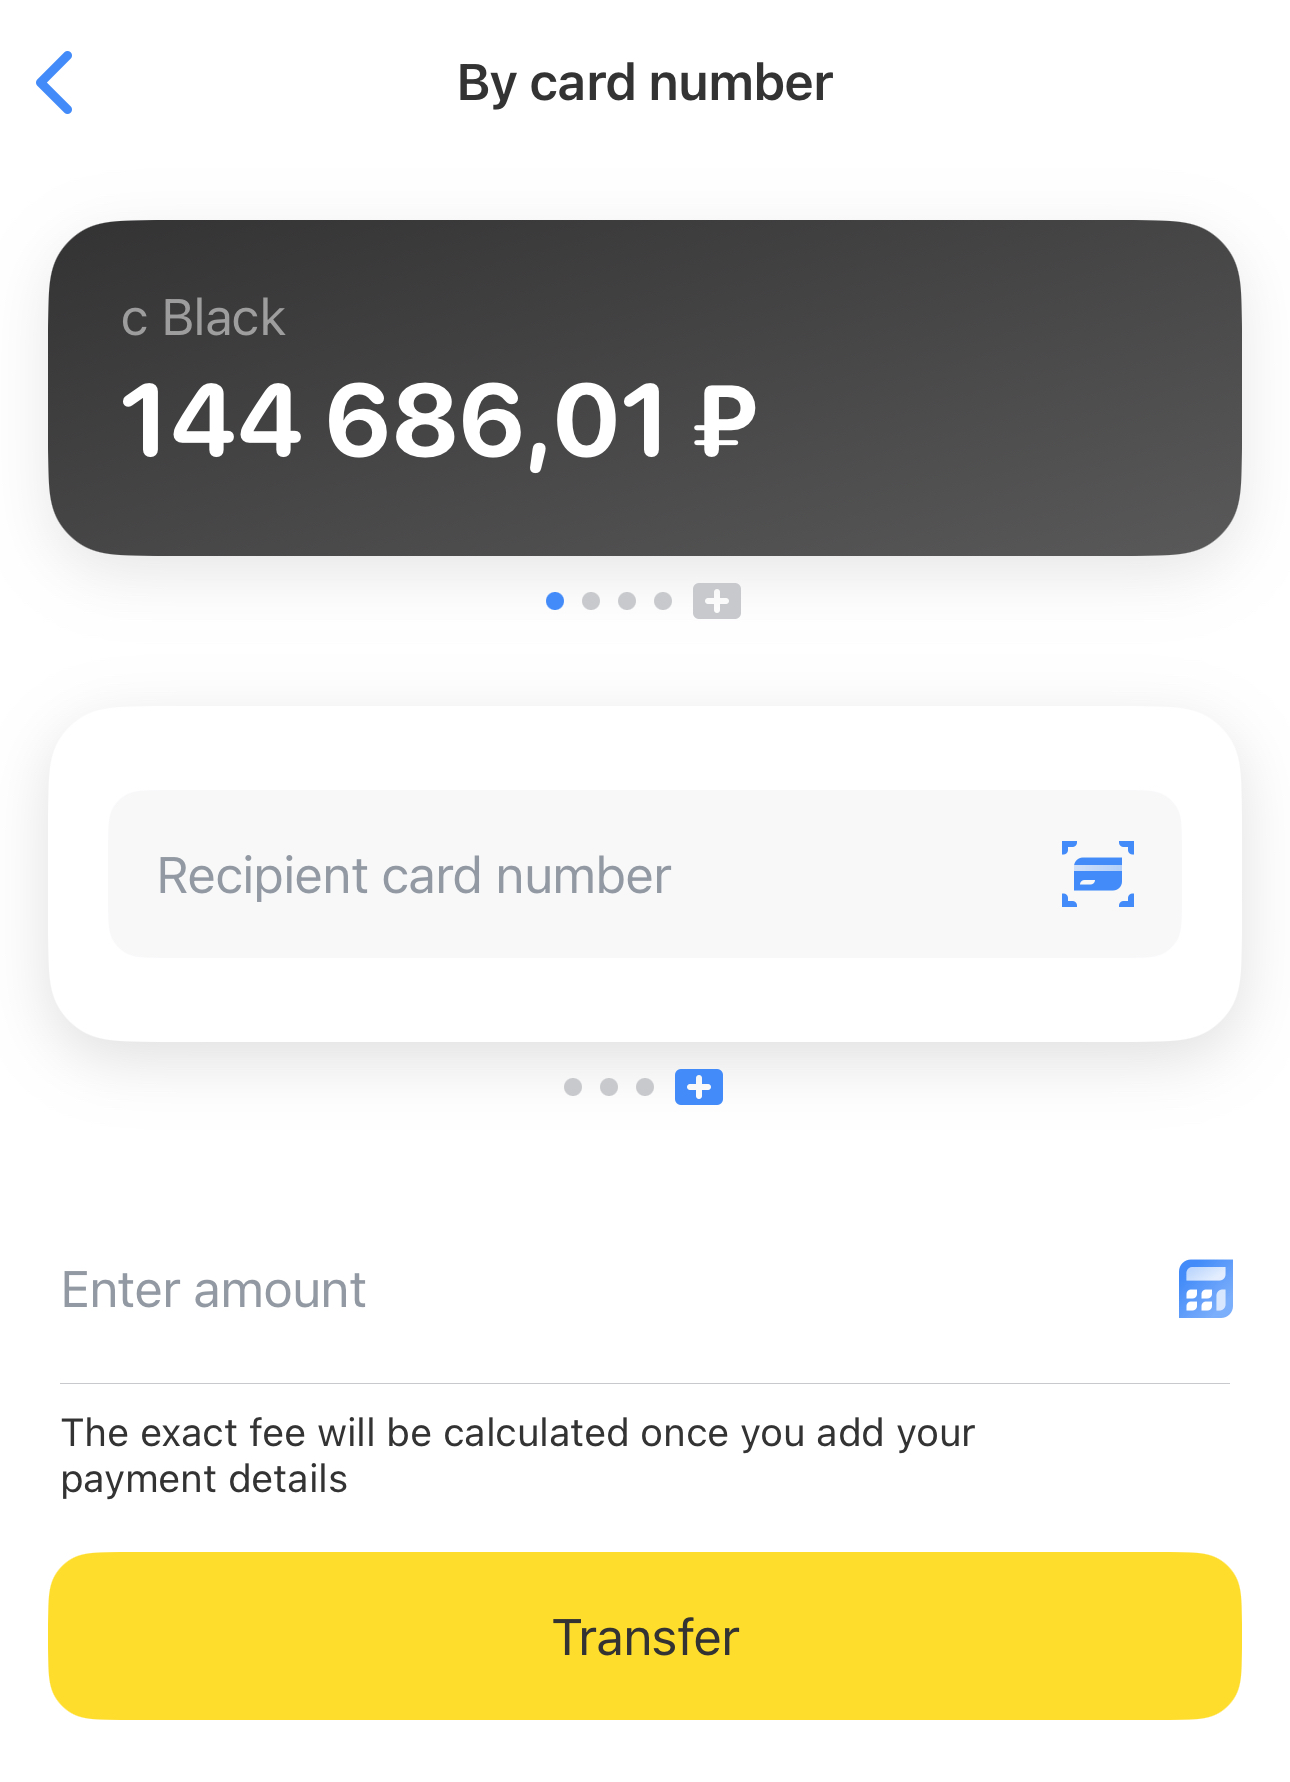 By card number
с Black
144 686,01 ₽
Recipient card number
Enter amount
The exact fee will be calculated once you add your
payment details
Transfer